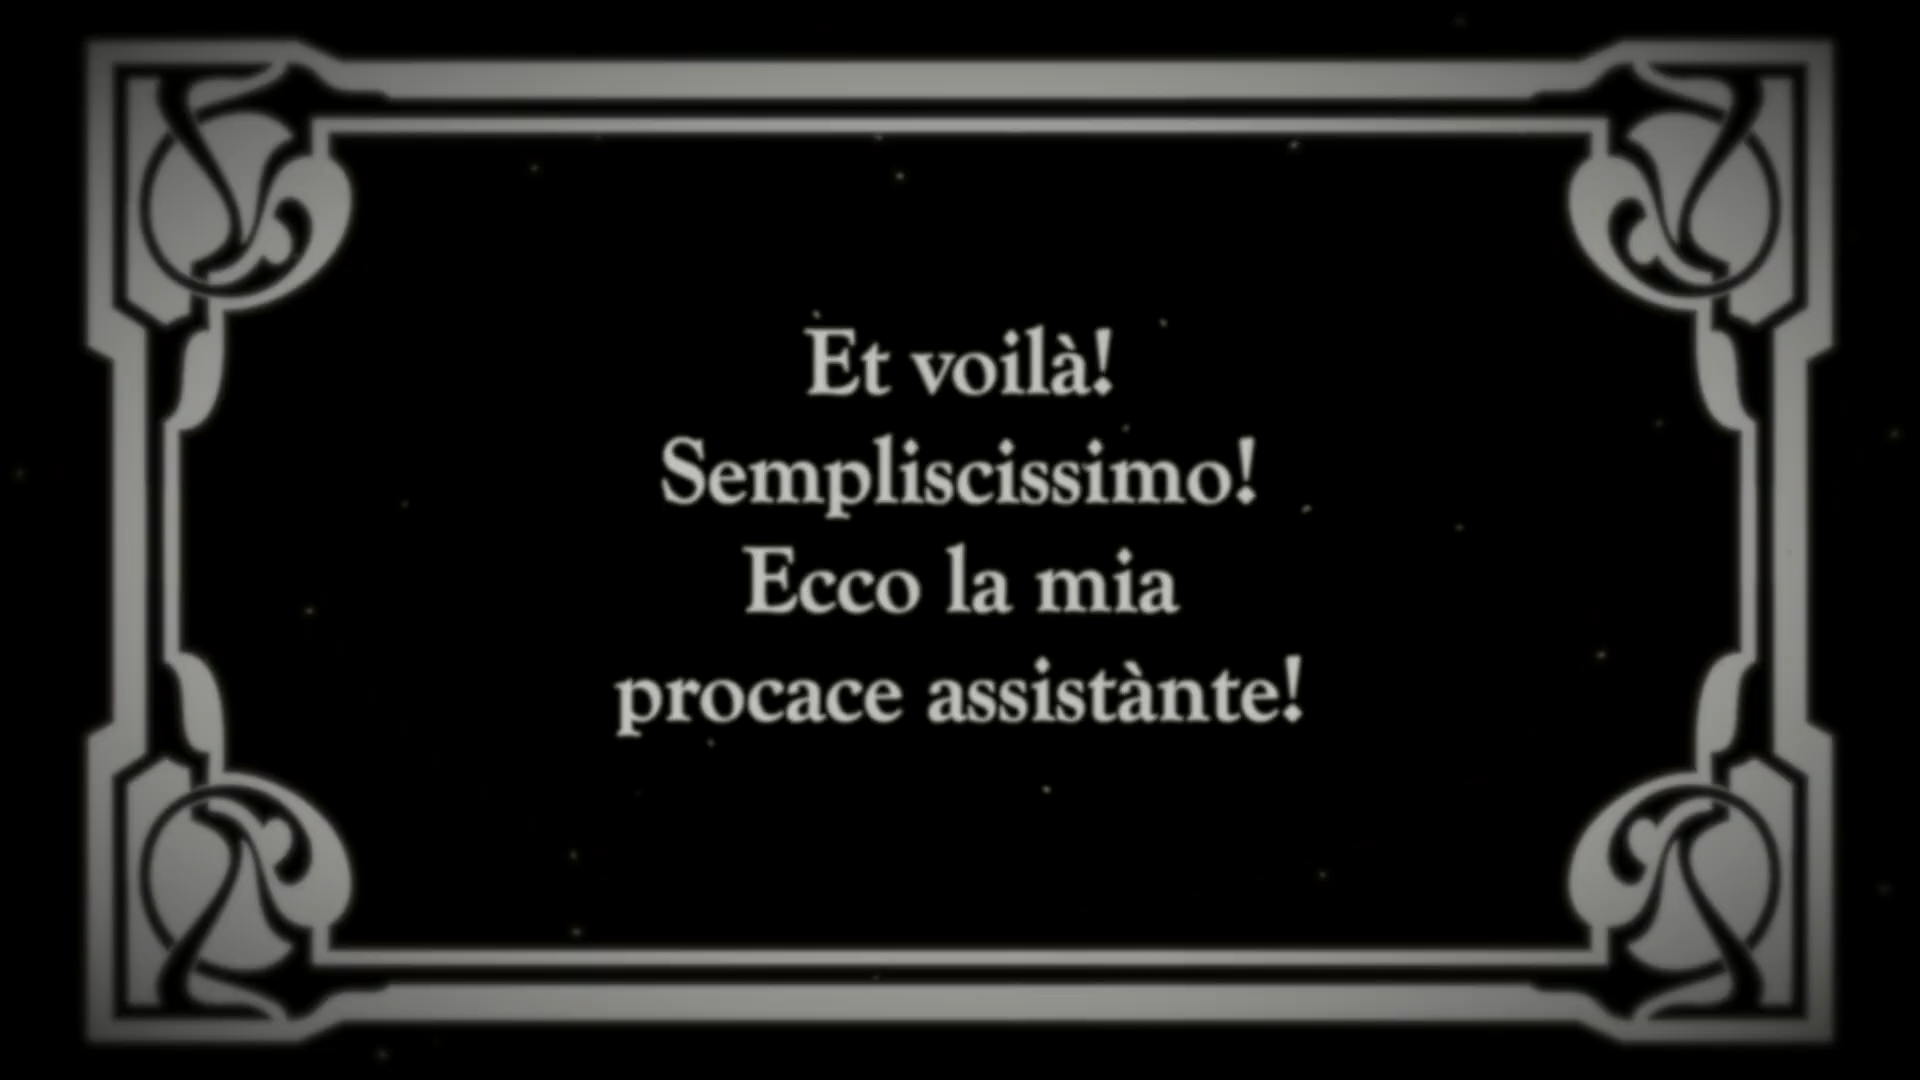 Et voilà!
Sempliscissimo!
Ecco la mia
procace assistànte!